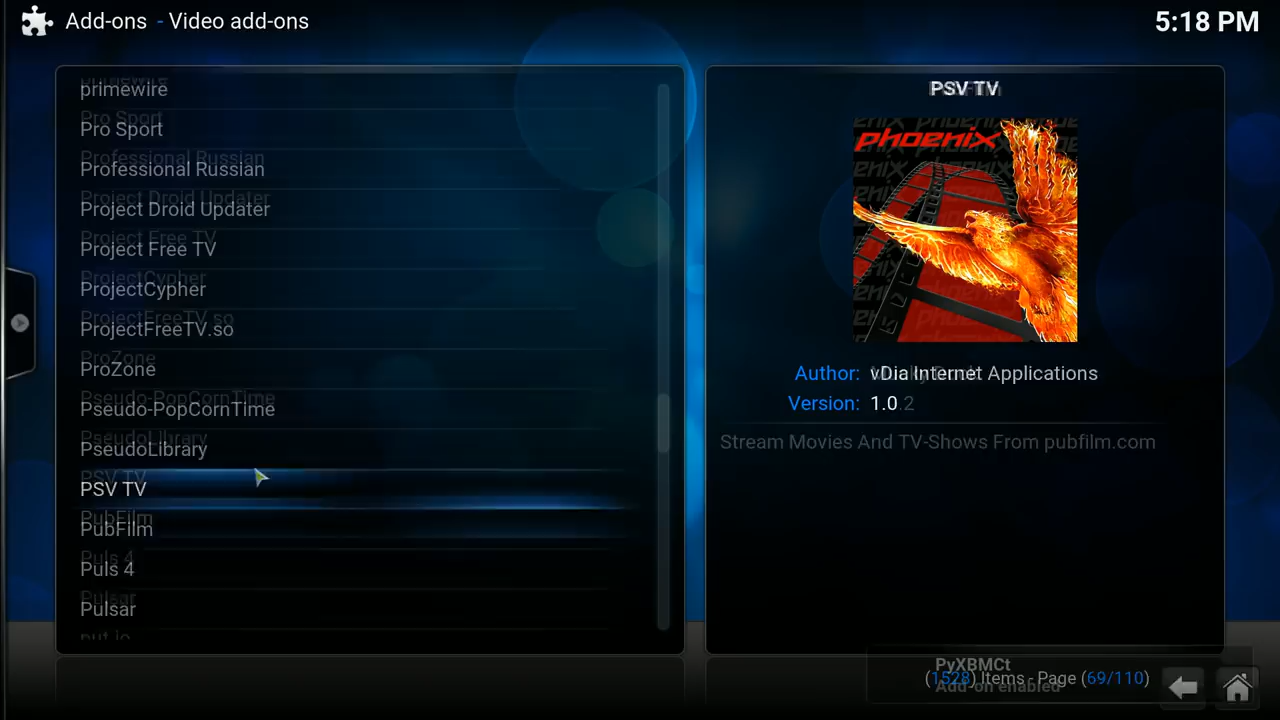 Add-ons - Video add-ons
5:18 PM
primewire
Pro Sport
Professional Russian
Project Droid Updater
Project Free TV
ProjectCypher
ProjectFreeTV.so
ProZone
Pseudo-PopCornTime
PseudoLibrary
PSV TV
PubFilm
Puls 4
Pulsar
put.io
PSV TV
phoenix
Author: vDia Internet Applications
Version: 1.0.2
Stream Movies And TV-Shows From pubfilm.com
PyXBMCt
Add-on enabled
(1528) Items - Page (69/110)